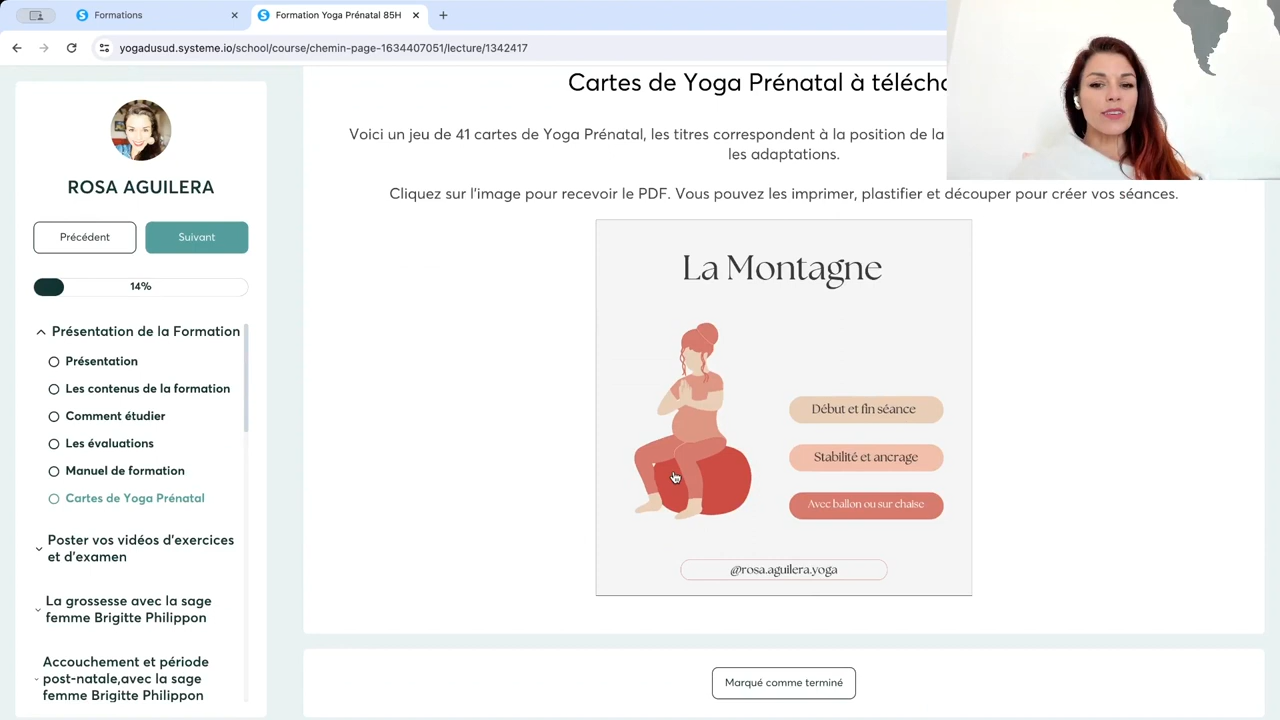 Formations
Formation Yoga Prénatal 85H
yogadusud.systeme.io/school/course/chemin-page-1634407051/lecture/1342417
ROSA AGUILERA
Précédent
Suivant
14%
Présentation de la Formation
Présentation
Les contenus de la formation
Comment étudier
Les évaluations
Manuel de formation
Cartes de Yoga Prénatal
Poster vos vidéos d'exercices
et d'examen
La grossesse avec la sage
femme Brigitte Philippon
Accouchement et période
post-natale,avec la sage
femme Brigitte Philippon
Cartes de Yoga Prénatal à télécha
Voici un jeu de 41 cartes de Yoga Prénatal, les titres correspondent à la position de la
les adaptations.
Cliquez sur l'image pour recevoir le PDF. Vous pouvez les imprimer, plastifier et découper pour créer vos séances.
La Montagne
Début et fin séance
Stabilité et ancrage
Avec ballon ou sur chaise
@rosa.aguilera.yoga
Marqué comme terminé